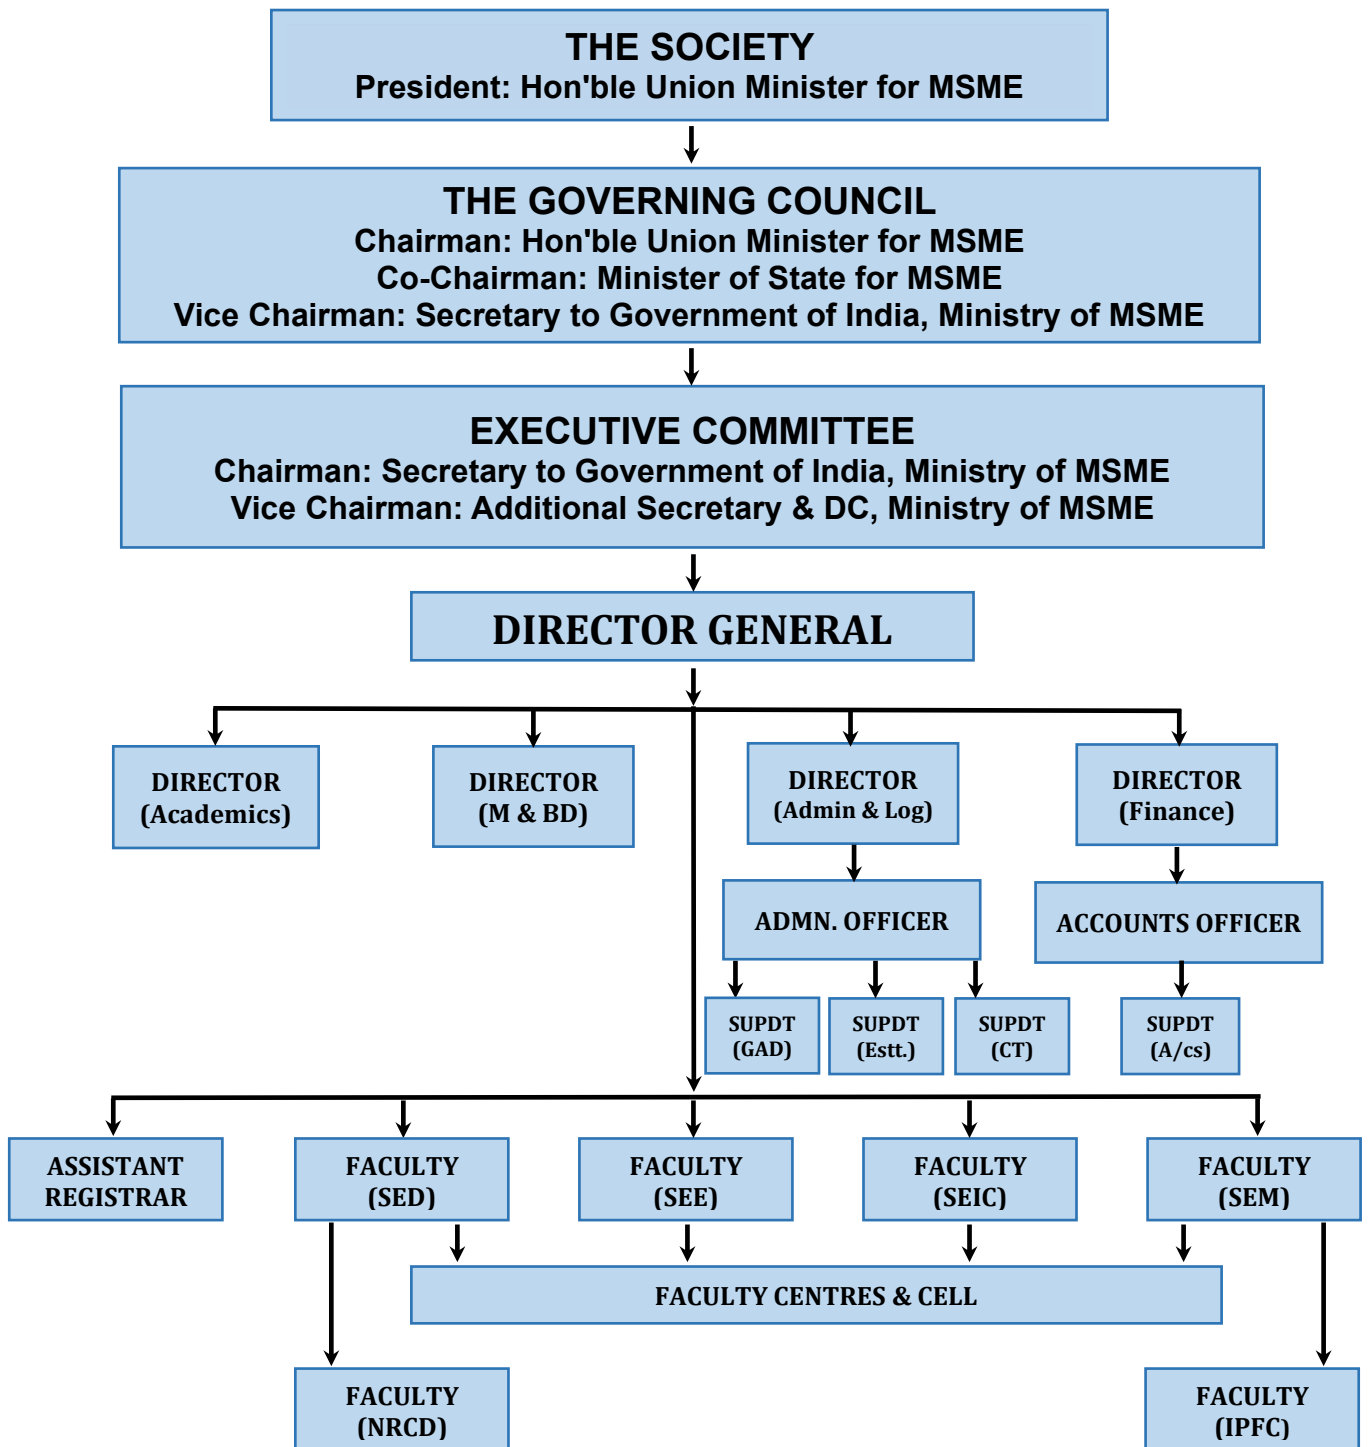 THE SOCIETY
President: Hon'ble Union Minister for MSME
THE GOVERNING COUNCIL
Chairman: Hon'ble Union Minister for MSME
Co-Chairman: Minister of State for MSME
Vice Chairman: Secretary to Government of India, Ministry of MSME
EXECUTIVE COMMITTEE
Chairman: Secretary to Government of India, Ministry of MSME
Vice Chairman: Additional Secretary & DC, Ministry of MSME
DIRECTOR GENERAL
DIRECTOR
(Academics)
DIRECTOR
(M & BD)
DIRECTOR
(Admin & Log)
DIRECTOR
(Finance)
ADMN. OFFICER
ACCOUNTS OFFICER
SUPDT
(GAD)
SUPDT
(Estt.)
SUPDT
(CT)
SUPDT
(A/cs)
ASSISTANT
REGISTRAR
FACULTY
(SED)
FACULTY
(SEE)
FACULTY
(SEIC)
FACULTY
(SEM)
FACULTY CENTRES & CELL
FACULTY
(NRCD)
FACULTY
(IPFC)